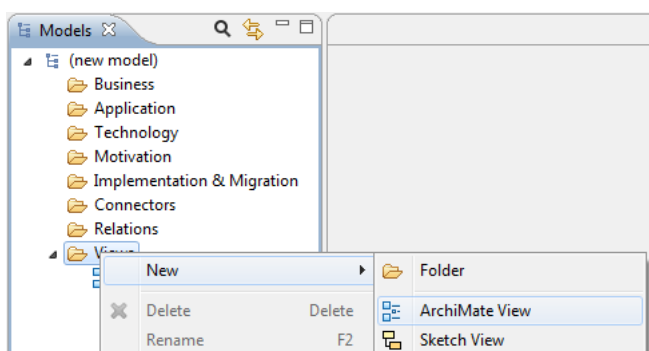 Models
(new model)
Business
Application
Technology
Motivation
Implementation & Migration
Connectors
Relations
Views
New
Folder
Delete Delete
ArchiMate View
Rename F2
Sketch View